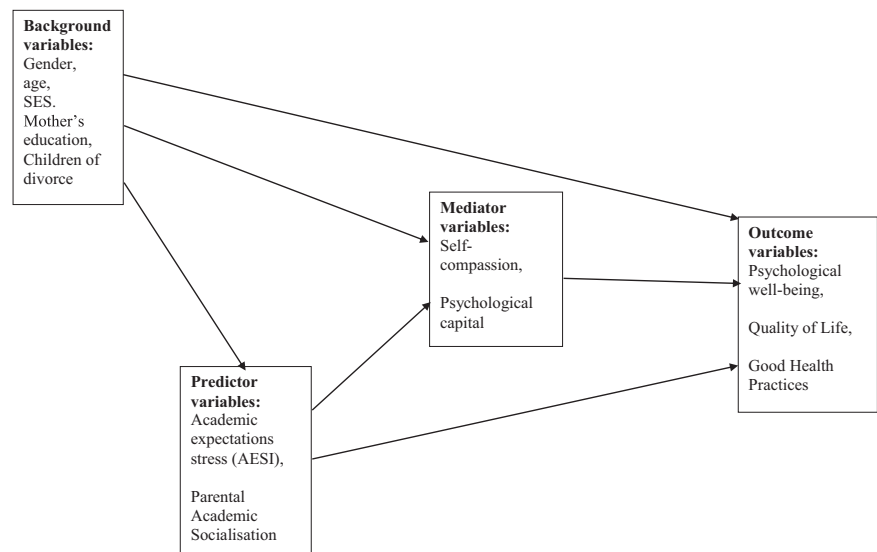 Background
variables:
Gender,
age,
SES.
Mother's
education,
Children of
divorce
Mediator
variables:
Self-
compassion,
Psychological
capital
Outcome
variables:
Psychological
well-being,
Quality of Life,
Good Health
Practices
Predictor
variables:
Academic
expectations
stress (AESI),
Parental
Academic
Socialisation